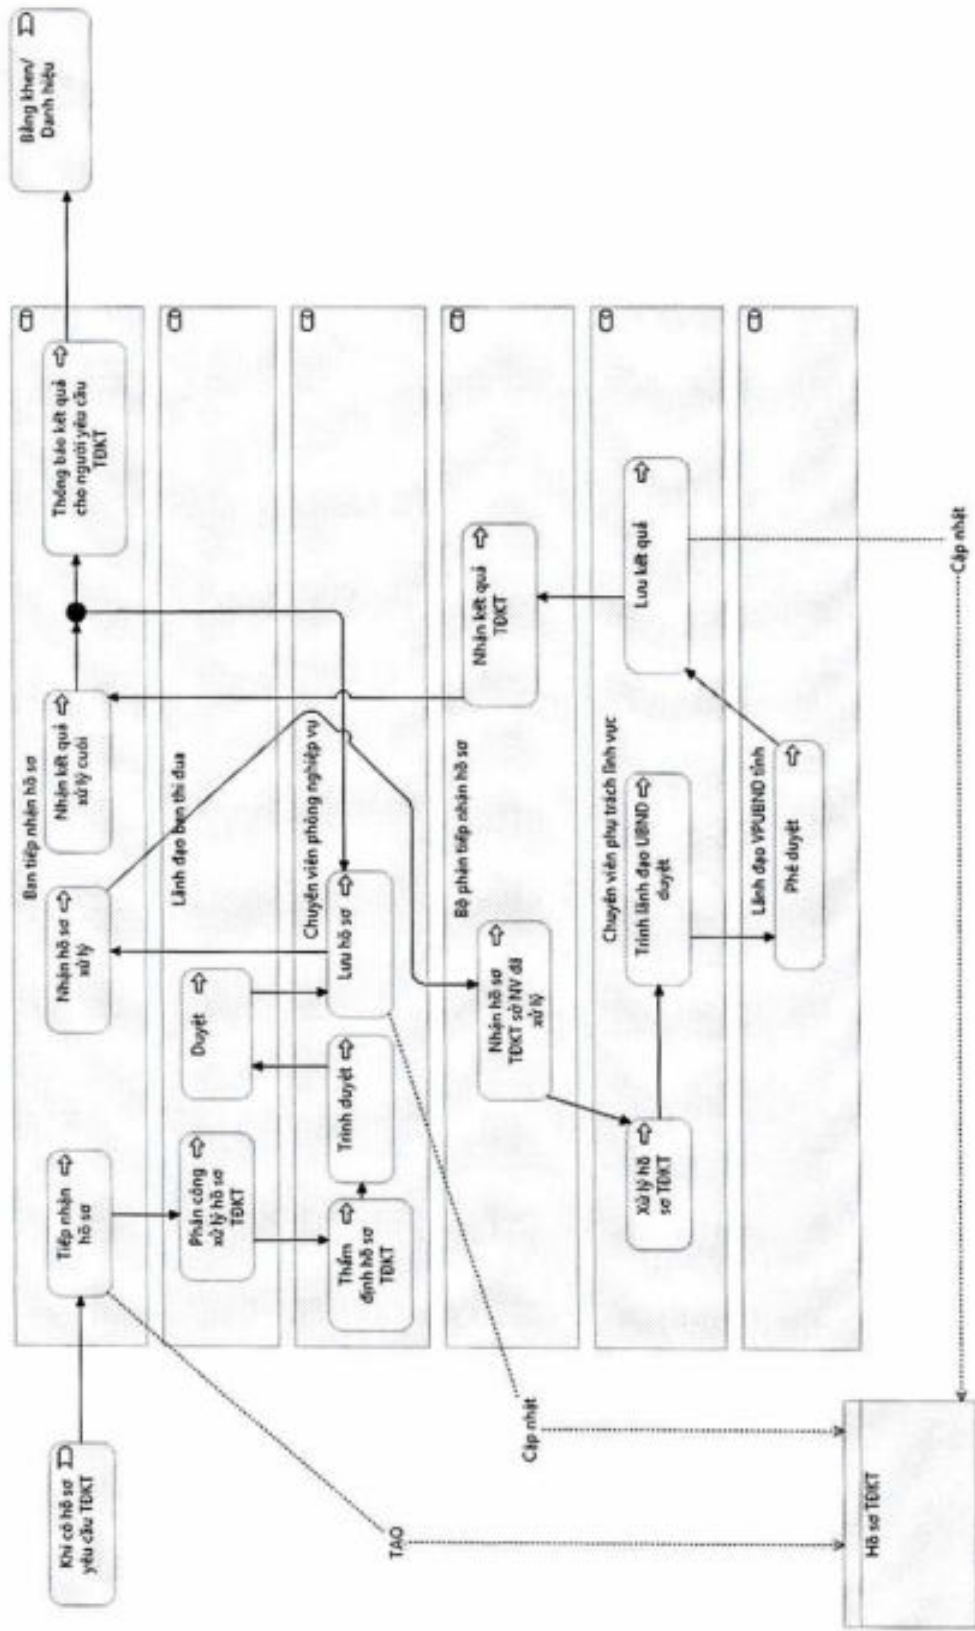 Khi có hồ sơ
yêu cầu TĐKT
Ban tiếp nhận hồ sơ
Tiếp nhận
hồ sơ
Nhận hồ sơ
xử lý
Nhận kết quả
xử lý cuối
Thông báo kết quả
cho người yêu cầu
TĐKT
Bằng khen/
Danh hiệu
Lãnh đạo ban thi đua
Phân công
xử lý hồ sơ
TĐKT
Duyệt
Chuyên viên phòng nghiệp vụ
Thẩm
định hồ sơ
TĐKT
Trình duyệt
Lưu hồ sơ
Bộ phận tiếp nhận hồ sơ
Nhận hồ sơ
TĐKT sở NV đã
xử lý
Nhận kết quả
TĐKT
Chuyên viên phụ trách lĩnh vực
Xử lý hồ
sơ TĐKT
Trình lãnh đạo UBND
duyệt
Lưu kết quả
Lãnh đạo VPUBND tỉnh
Phê duyệt
TẠO
Cập nhật
Cập nhật
Hồ sơ TĐKT